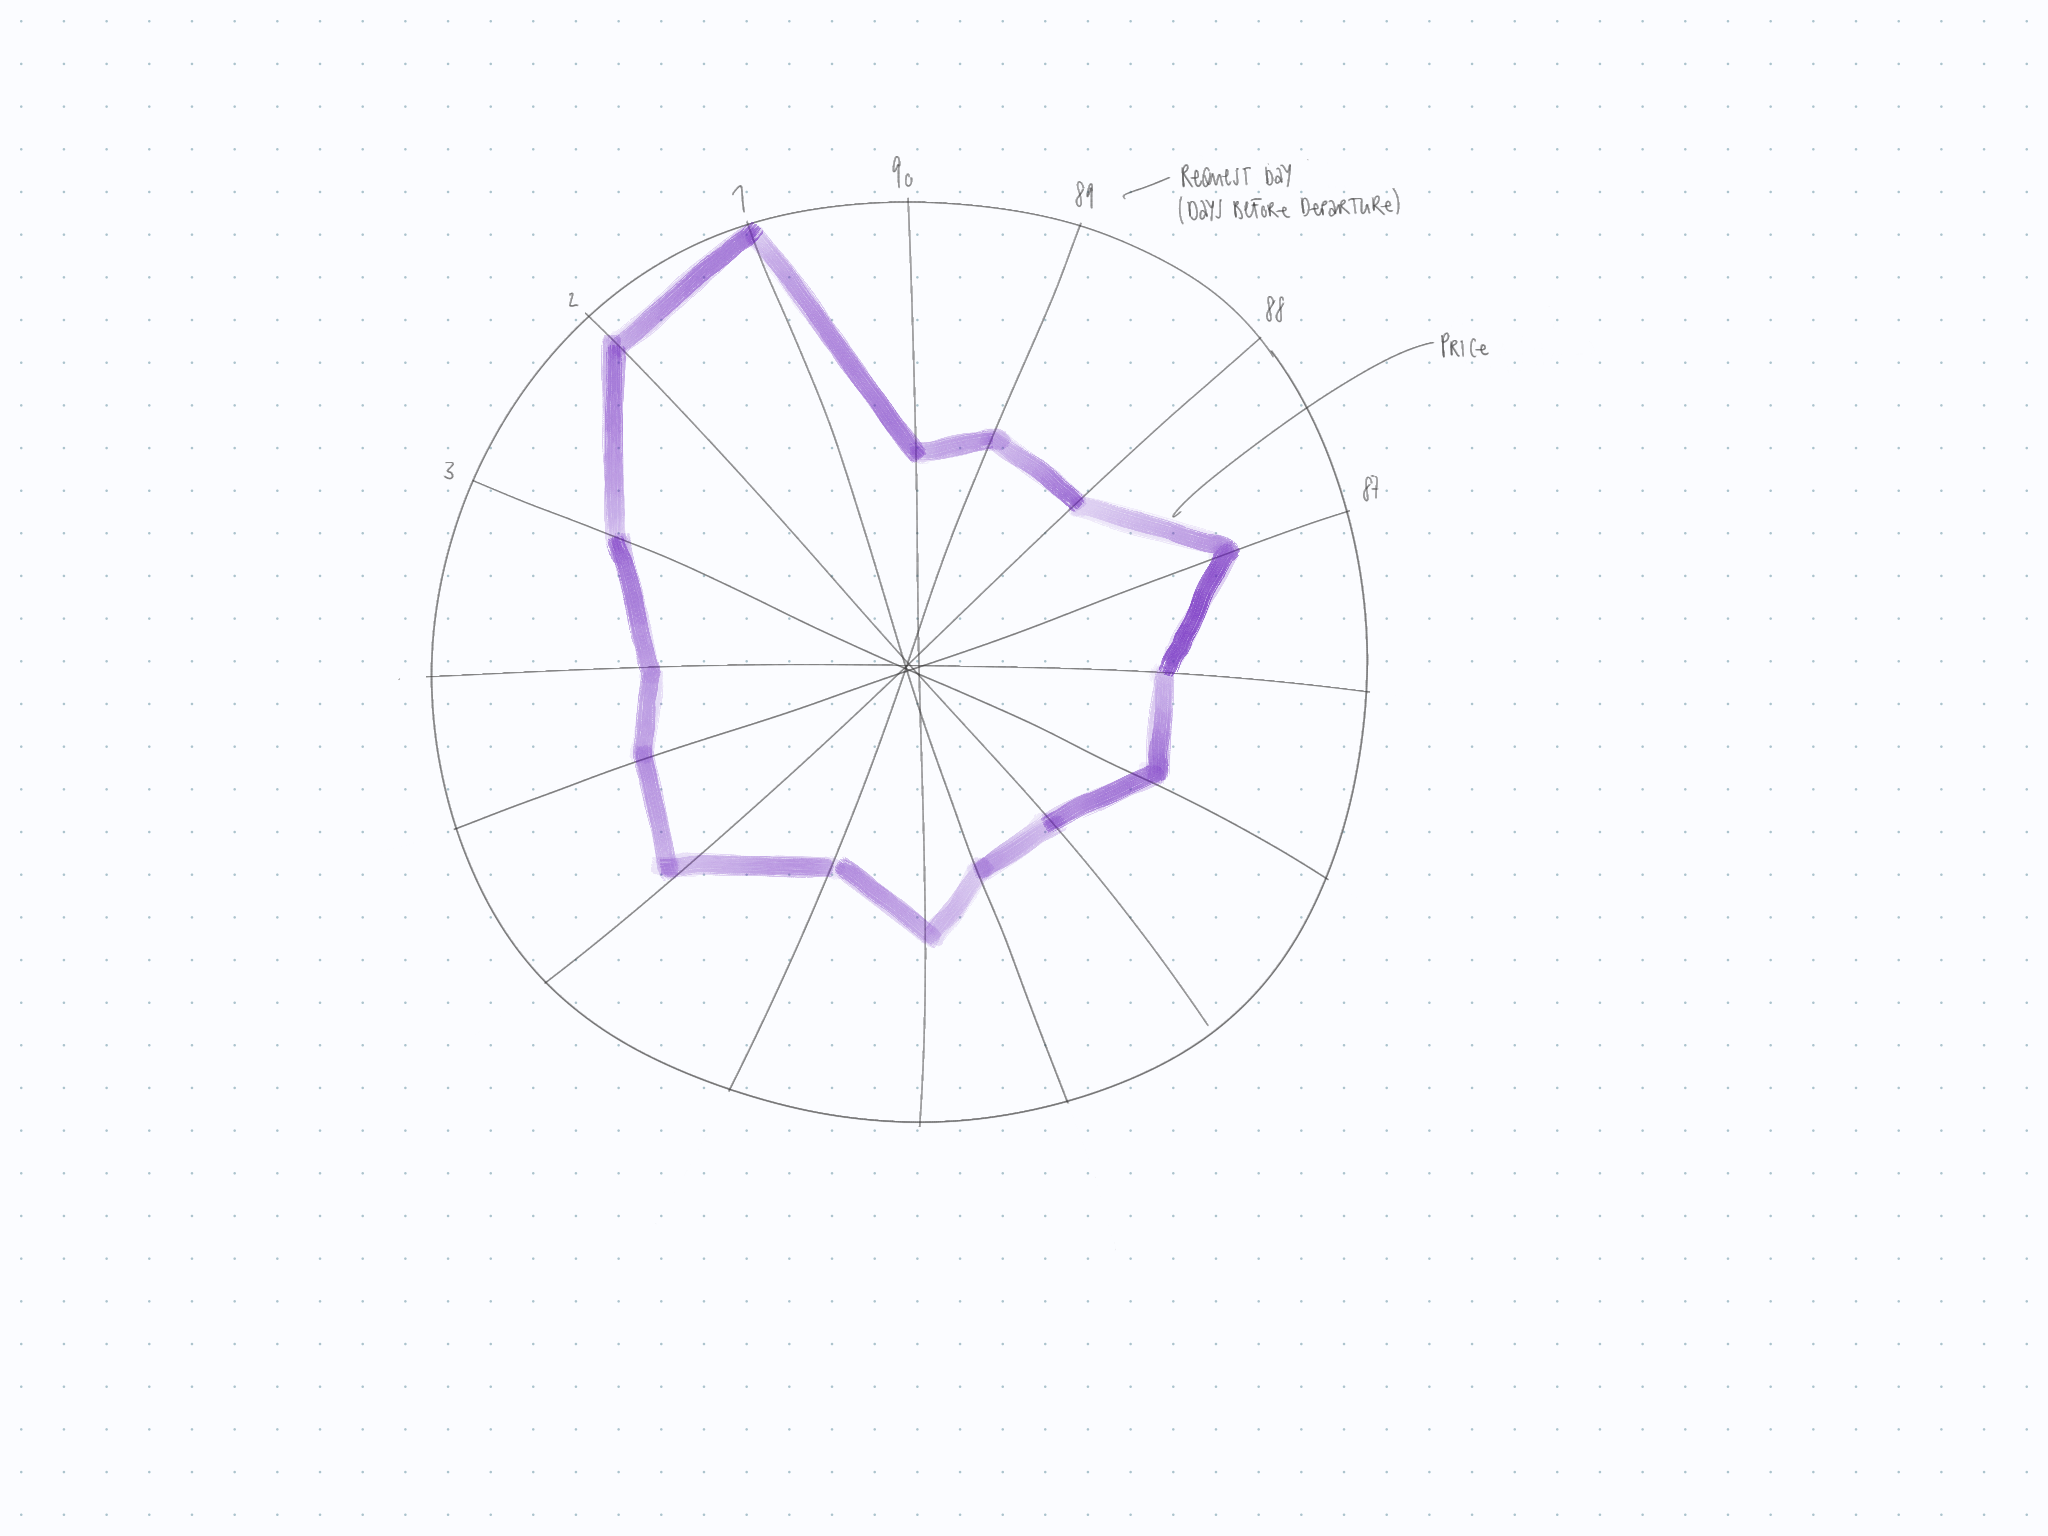 90
1
89
REQUEST DAY
(DAYS BEFORE DEPARTURE)
2
88
PRICE
3
87